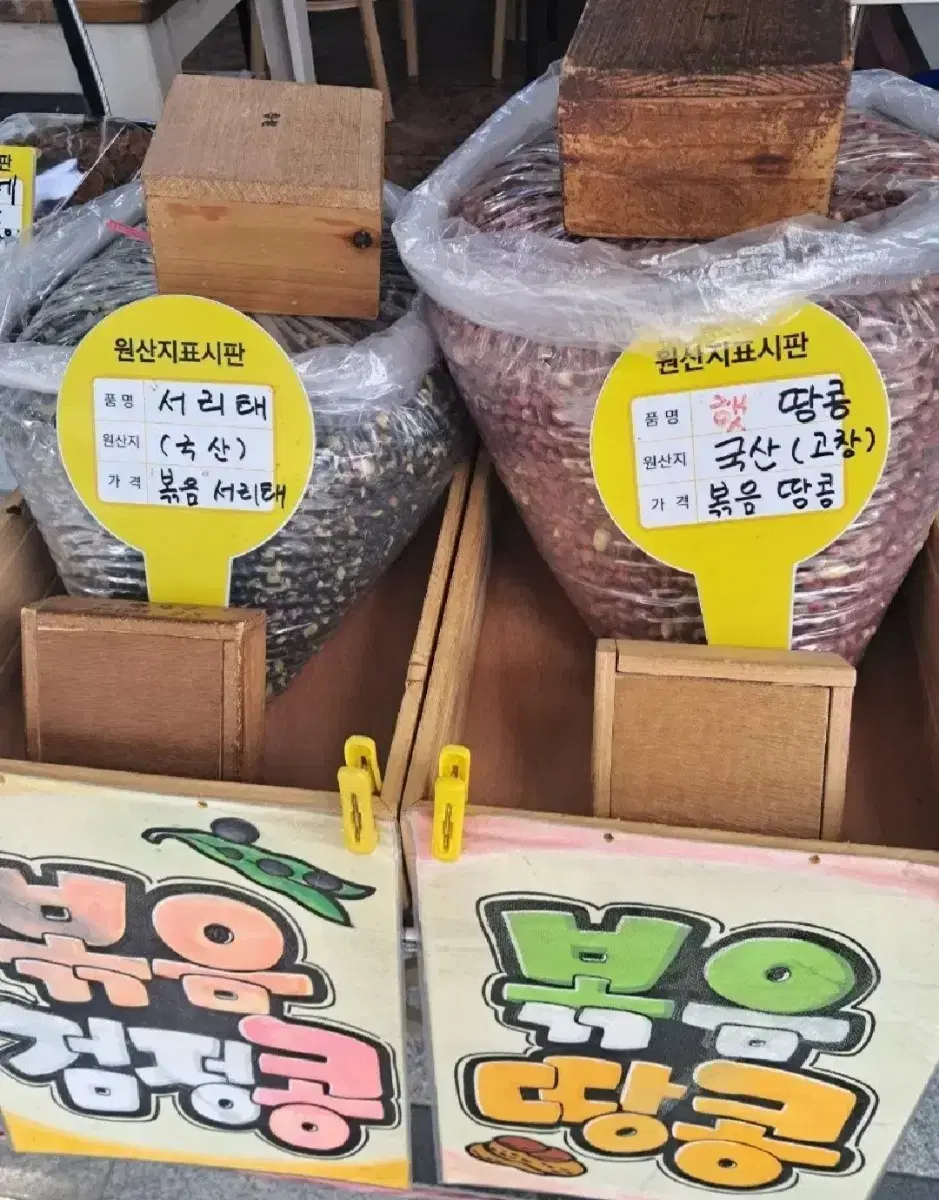 원산지표시판
품명 서리태
원산지 (국산)
가격 볶음 서리태
원산지표시판
품명 햇 땅콩
원산지 국산(고창)
가격 볶음 땅콩
볶음
검정콩
볶음
땅콩
판